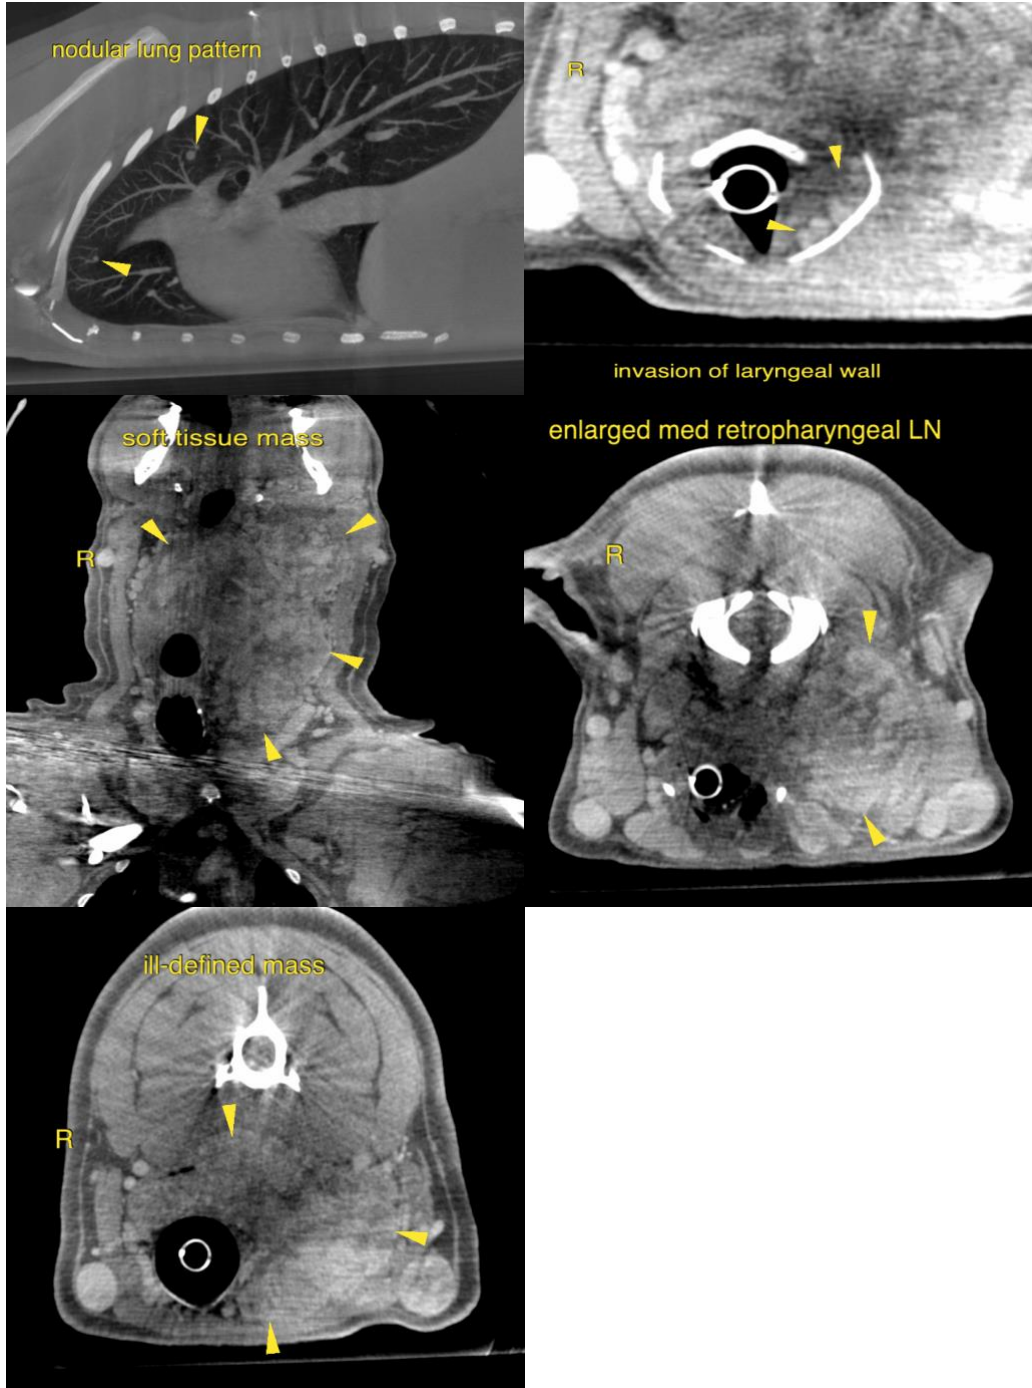 nodular lung pattern
R
invasion of laryngeal wall
soft tissue mass
R
enlarged med retropharyngeal LN
R
ill-defined mass
R